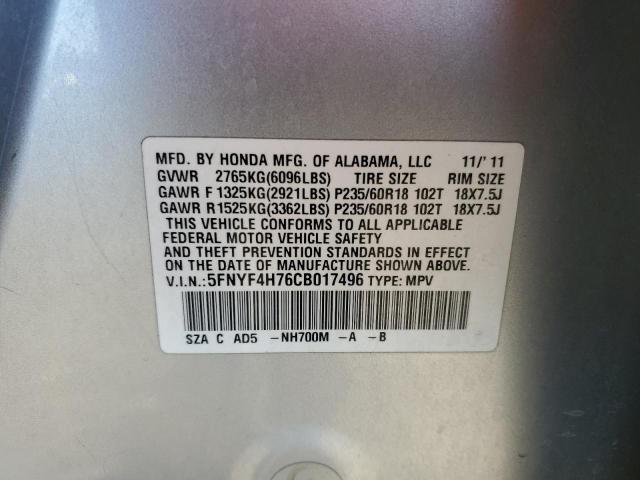 MFD. BY HONDA MFG. OF ALABAMA, LLC 11/'11
GVWR 2765KG(6096LBS) TIRE SIZE RIM SIZE
GAWR F 1325KG(2921LBS) P235/60R18 102T 18X7.5J
GAWR R1525KG(3362LBS) P235/60R18 102T 18X7.5J
THIS VEHICLE CONFORMS TO ALL APPLICABLE
FEDERAL MOTOR VEHICLE SAFETY
AND THEFT PREVENTION STANDARDS IN EFFECT
ON THE DATE OF MANUFACTURE SHOWN ABOVE.
V.I.N.:5FNYF4H76CB017496 TYPE: MPV
SZA C AD5 -NH700M -A -B